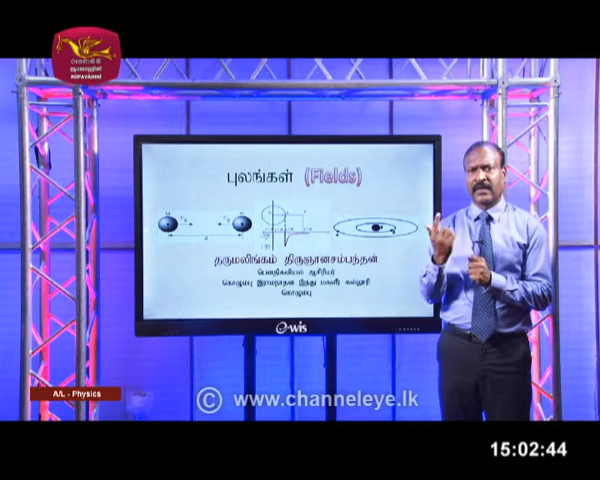 RUPAVAHINI
புலங்கள் (Fields)
தருமலிங்கம் திருஞானசம்பந்தன்
பௌதிகவியல் ஆசிரியர்
கொழும்பு இராமநாதன் இந்து மகளிர் கல்லூரி
கொழும்பு
e-wis
A/L - Physics
© www.channeleye.lk
15:02:44